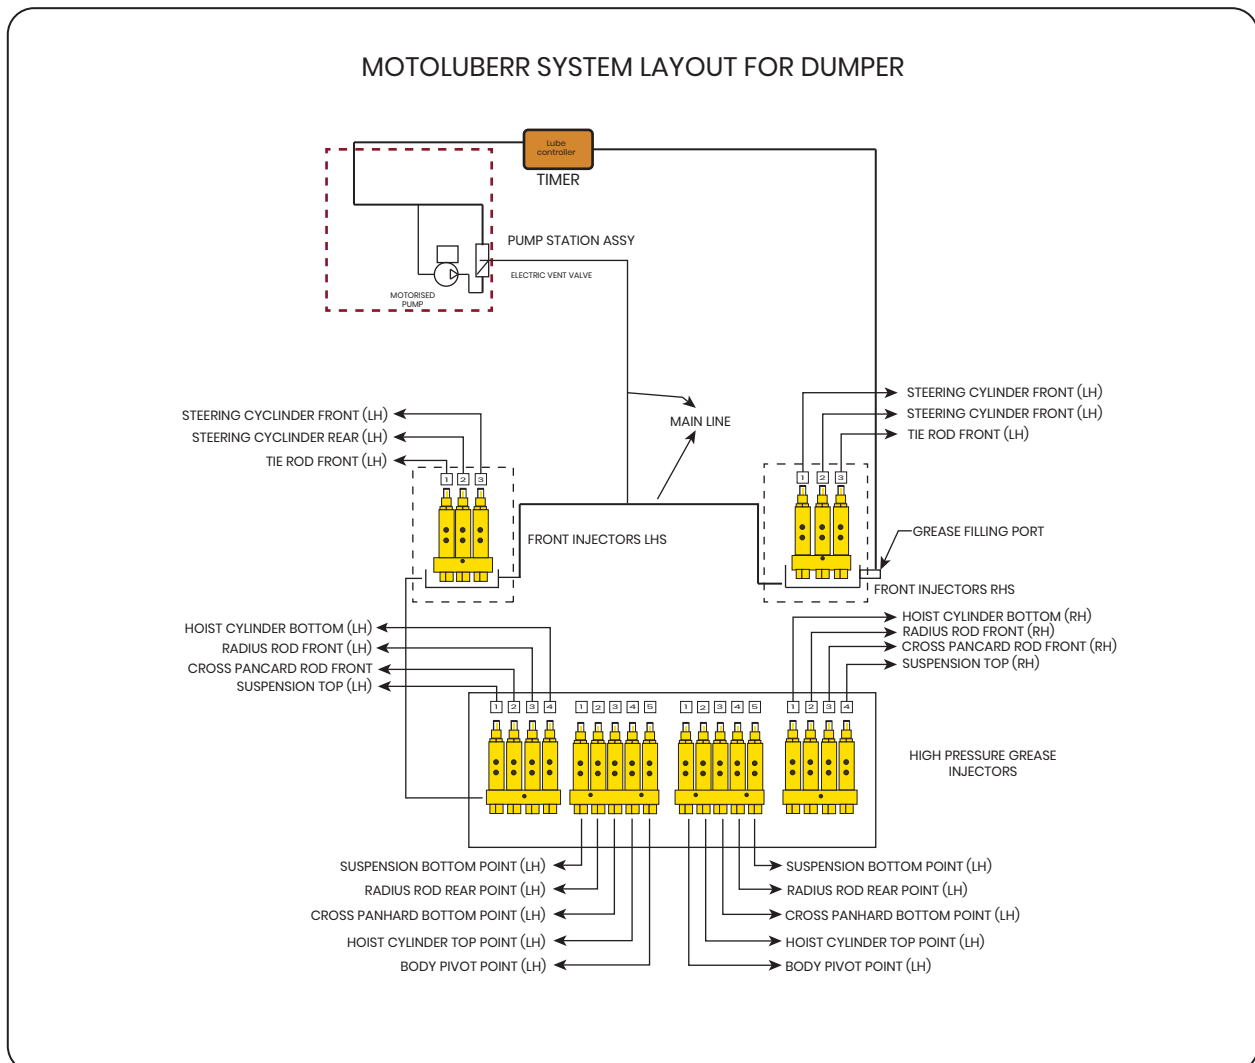 MOTOLUBERR SYSTEM LAYOUT FOR DUMPER
Lube
controller
TIMER
PUMP STATION ASSY
ELECTRIC VENT VALVE
MOTORISED
PUMP
MAIN LINE
STEERING CYCLINDER FRONT (LH)
STEERING CYCLINDER REAR (LH)
TIE ROD FRONT (LH)
1 2 3
FRONT INJECTORS LHS
STEERING CYLINDER FRONT (LH)
STEERING CYLINDER FRONT (LH)
TIE ROD FRONT (LH)
1 2 3
GREASE FILLING PORT
FRONT INJECTORS RHS
HOIST CYLINDER BOTTOM (LH)
RADIUS ROD FRONT (LH)
CROSS PANCARD ROD FRONT
SUSPENSION TOP (LH)
HOIST CYLINDER BOTTOM (RH)
RADIUS ROD FRONT (RH)
CROSS PANCARD ROD FRONT (RH)
SUSPENSION TOP (RH)
1 2 3 4 1 2 3 4 5 1 2 3 4 5 1 2 3 4
HIGH PRESSURE GREASE
INJECTORS
SUSPENSION BOTTOM POINT (LH)
RADIUS ROD REAR POINT (LH)
CROSS PANHARD BOTTOM POINT (LH)
HOIST CYLINDER TOP POINT (LH)
BODY PIVOT POINT (LH)
SUSPENSION BOTTOM POINT (LH)
RADIUS ROD REAR POINT (LH)
CROSS PANHARD BOTTOM POINT (LH)
HOIST CYLINDER TOP POINT (LH)
BODY PIVOT POINT (LH)